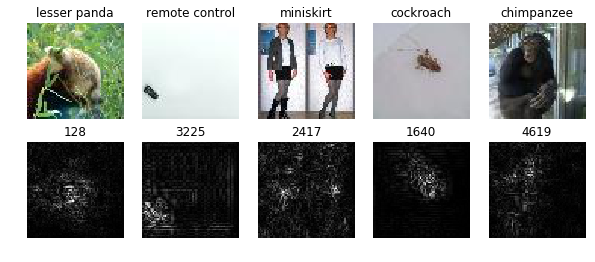 lesser panda remote control miniskirt cockroach chimpanzee
128 3225 2417 1640 4619